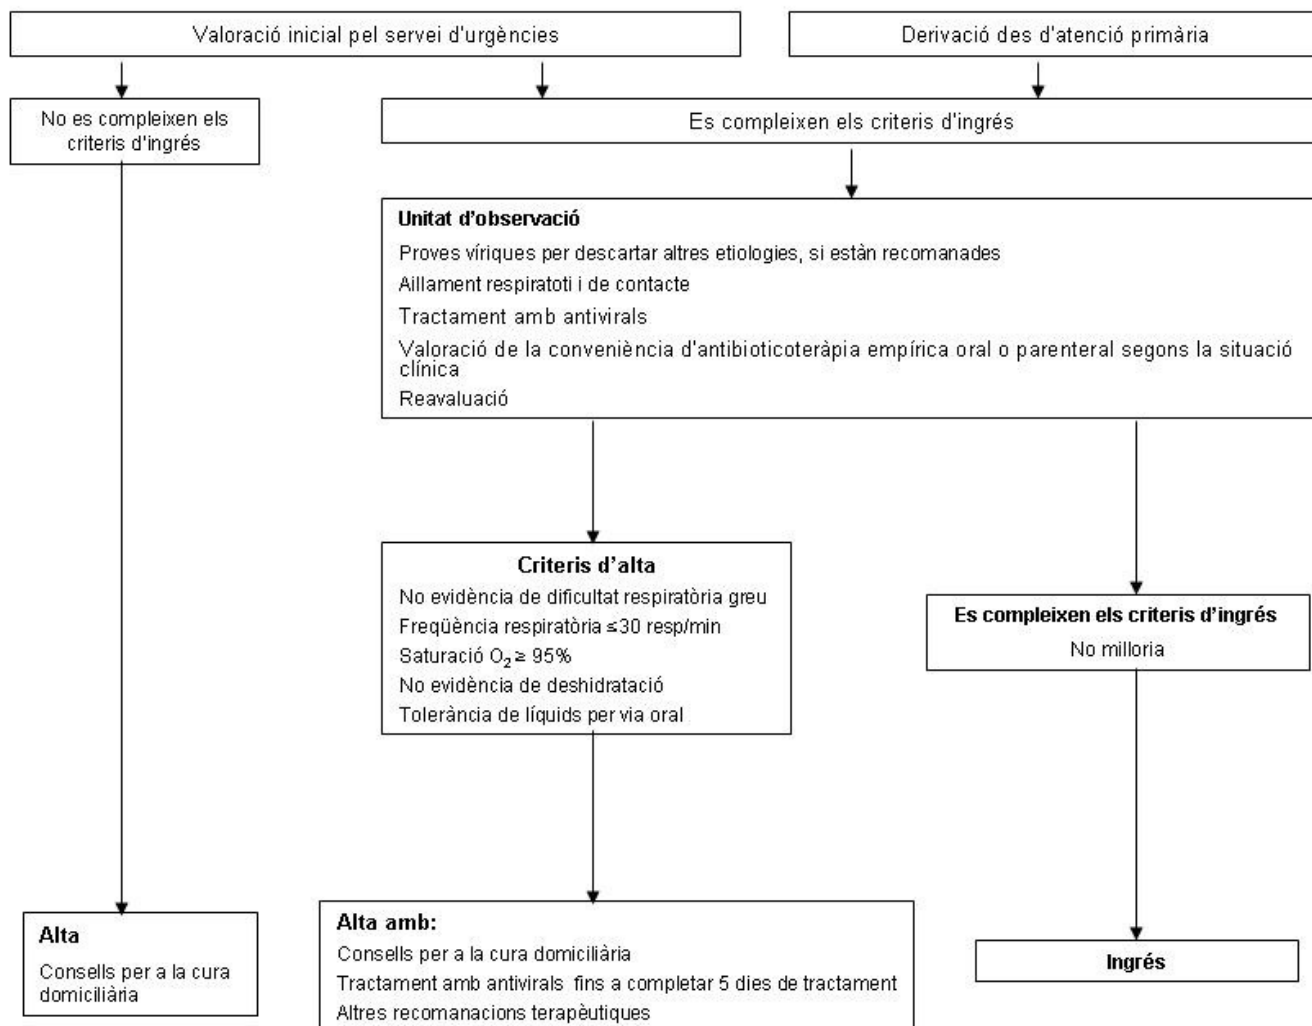 Valoració inicial pel servei d'urgències
Derivació des d'atenció primària
No es compleixen els
criteris d'ingrés
Es compleixen els criteris d'ingrés
Unitat d'observació
Proves víriques per descartar altres etiologies, si estàn recomanades
Aillament respiratoti i de contacte
Tractament amb antivirals
Valoració de la conveniència d'antibioticoteràpia empírica oral o parenteral segons la situació
clínica
Reavaluació
Criteris d'alta
No evidència de dificultat respiratòria greu
Freqüència respiratòria ≤30 resp/min
Saturació O₂ ≥ 95%
No evidència de deshidratació
Tolerància de líquids per via oral
Es compleixen els criteris d'ingrés
No milloria
Alta
Consells per a la cura
domiciliària
Alta amb:
Consells per a la cura domiciliària
Tractament amb antivirals fins a completar 5 dies de tractament
Altres recomanacions terapèutiques
Ingrés